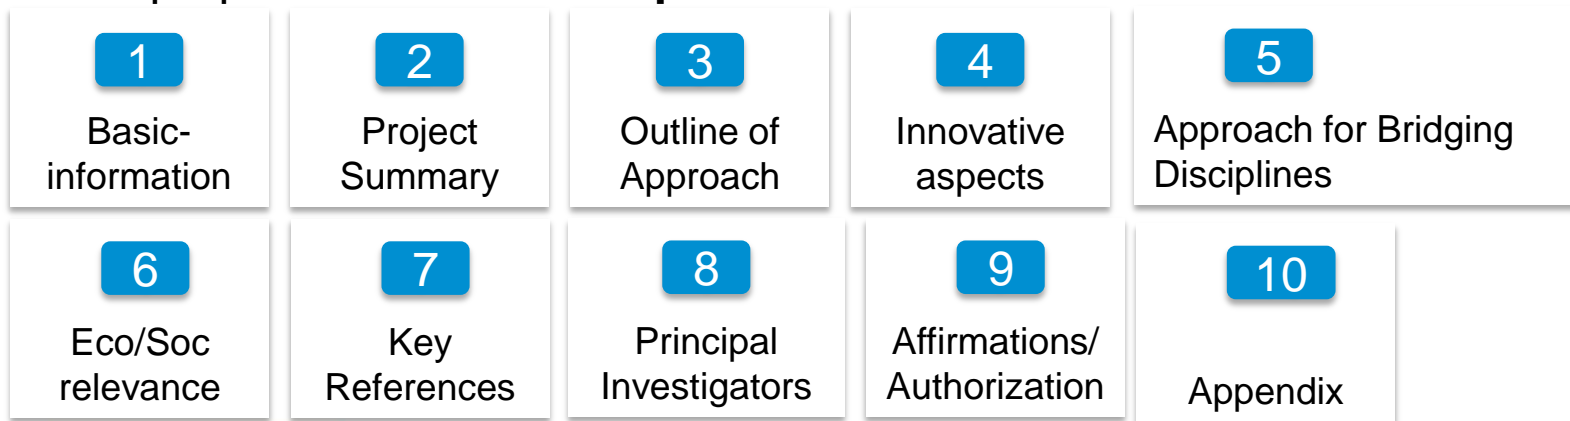 1
Basic-
information
2
Project
Summary
3
Outline of
Approach
4
Innovative
aspects
5
Approach for Bridging
Disciplines
6
Eco/Soc
relevance
7
Key
References
8
Principal
Investigators
9
Affirmations/
Authorization
10
Appendix